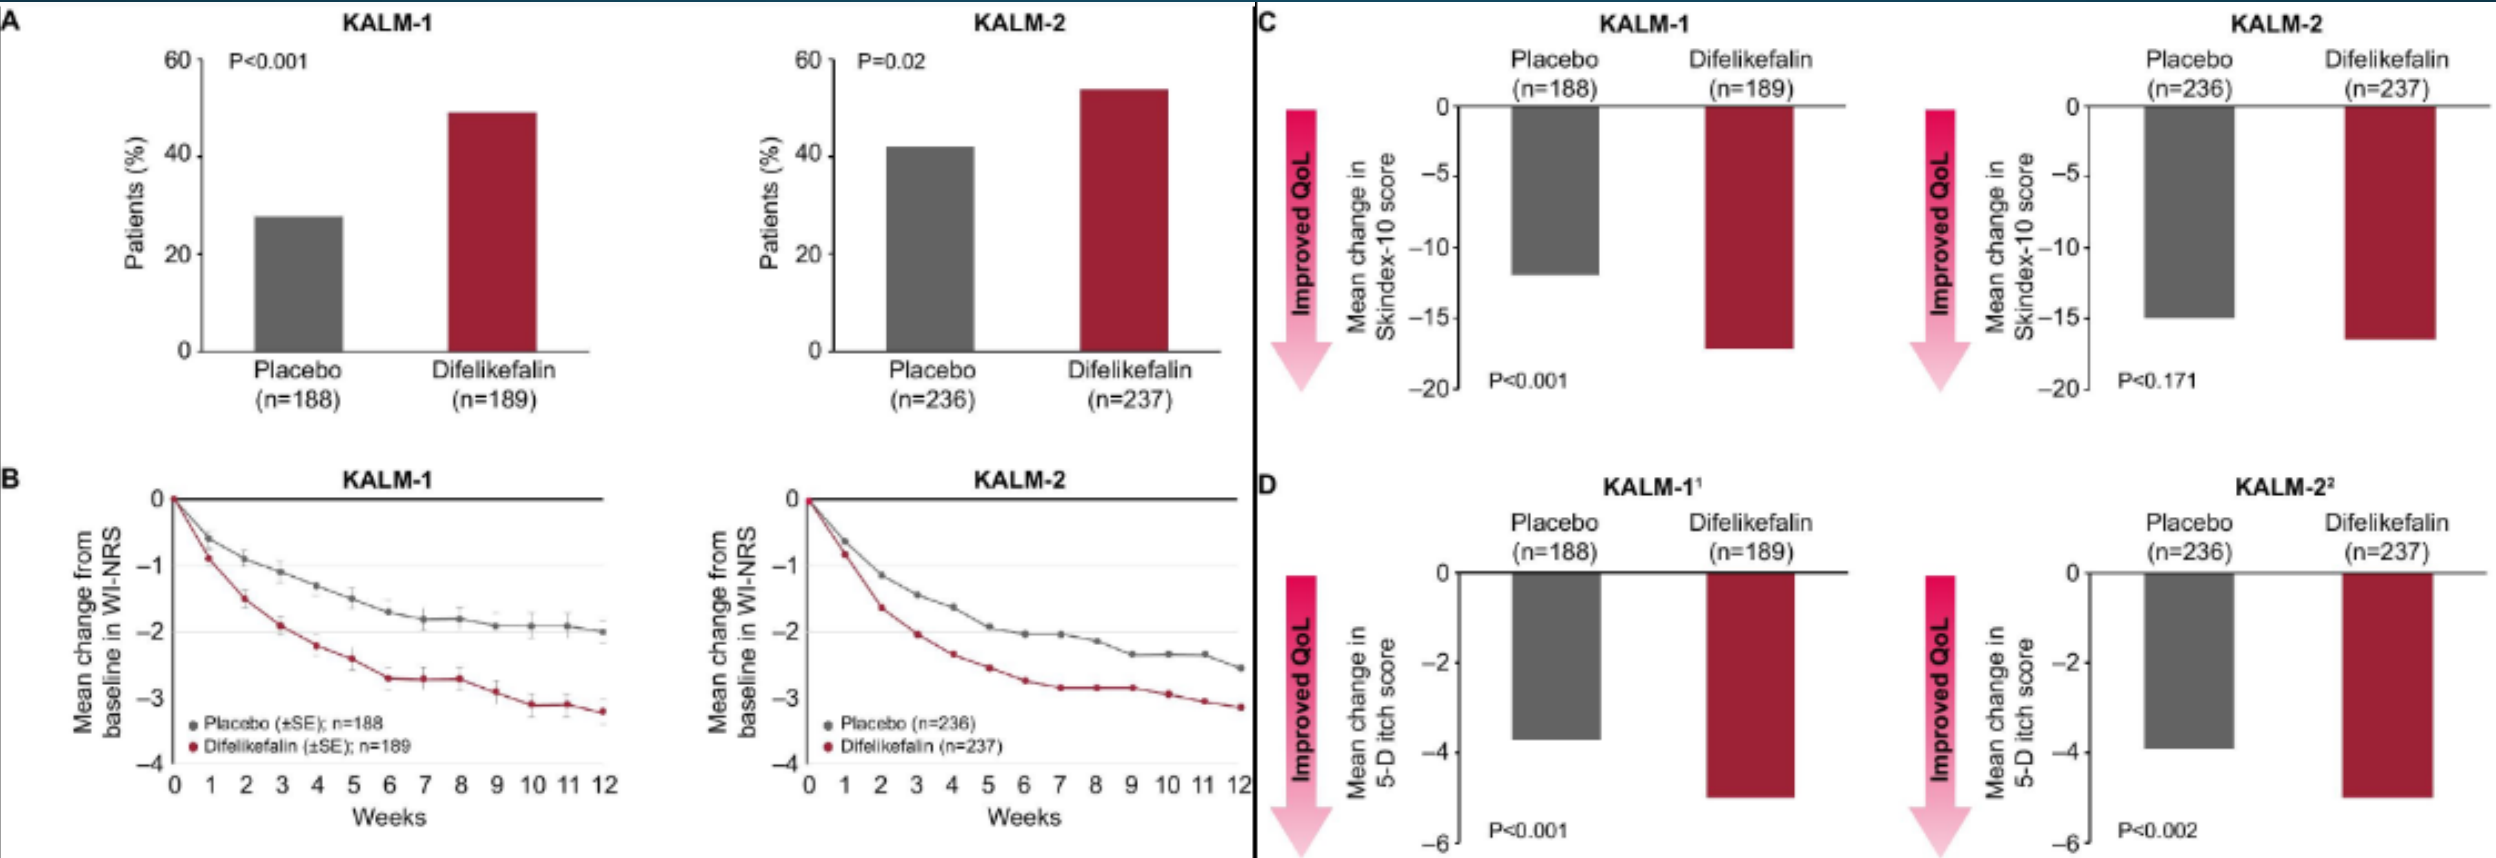 A
KALM-1
P<0.001
60
40
20
0
Patients (%)
Placebo
(n=188)
Difelikefalin
(n=189)
KALM-2
P=0.02
60
40
20
0
Patients (%)
Placebo
(n=236)
Difelikefalin
(n=237)
B
KALM-1
0
–1
–2
–3
–4
Mean change from
baseline in WI-NRS
Placebo (±SE); n=188
Difelikefalin (±SE); n=189
0 1 2 3 4 5 6 7 8 9 10 11 12
Weeks
KALM-2
0
–1
–2
–3
–4
Mean change from
baseline in WI-NRS
Placebo (n=236)
Difelikefalin (n=237)
0 1 2 3 4 5 6 7 8 9 10 11 12
Weeks
C
KALM-1
Placebo
(n=188)
Difelikefalin
(n=189)
Improved QoL
Mean change in
Skindex-10 score
0
–5
–10
–15
–20
P<0.001
KALM-2
Placebo
(n=236)
Difelikefalin
(n=237)
Improved QoL
Mean change in
Skindex-10 score
0
–5
–10
–15
–20
P<0.171
D
KALM-1¹
Placebo
(n=188)
Difelikefalin
(n=189)
Improved QoL
Mean change in
5-D itch score
0
–2
–4
–6
P<0.001
KALM-2²
Placebo
(n=236)
Difelikefalin
(n=237)
Improved QoL
Mean change in
5-D itch score
0
–2
–4
–6
P<0.002